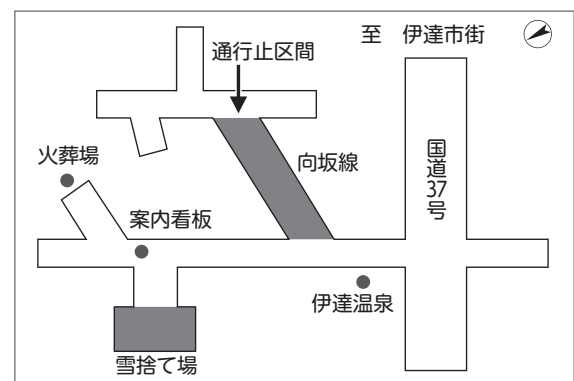 至　伊達市街
通行止区間
向坂線
国道37号
火葬場
案内看板
伊達温泉
雪捨て場